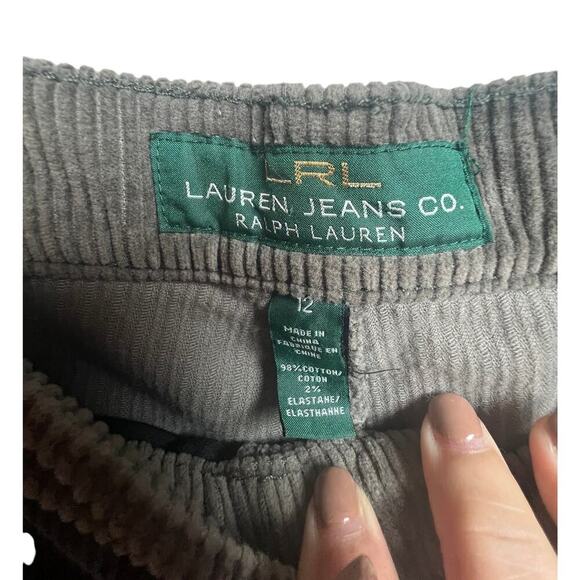 LRL
LAUREN JEANS CO.
RALPH LAUREN
12
MADE IN
CHINA
FABRIQUE EN
CHINE
98% COTTON/
COTON
2%
ELASTANE/
ELASTHANNE